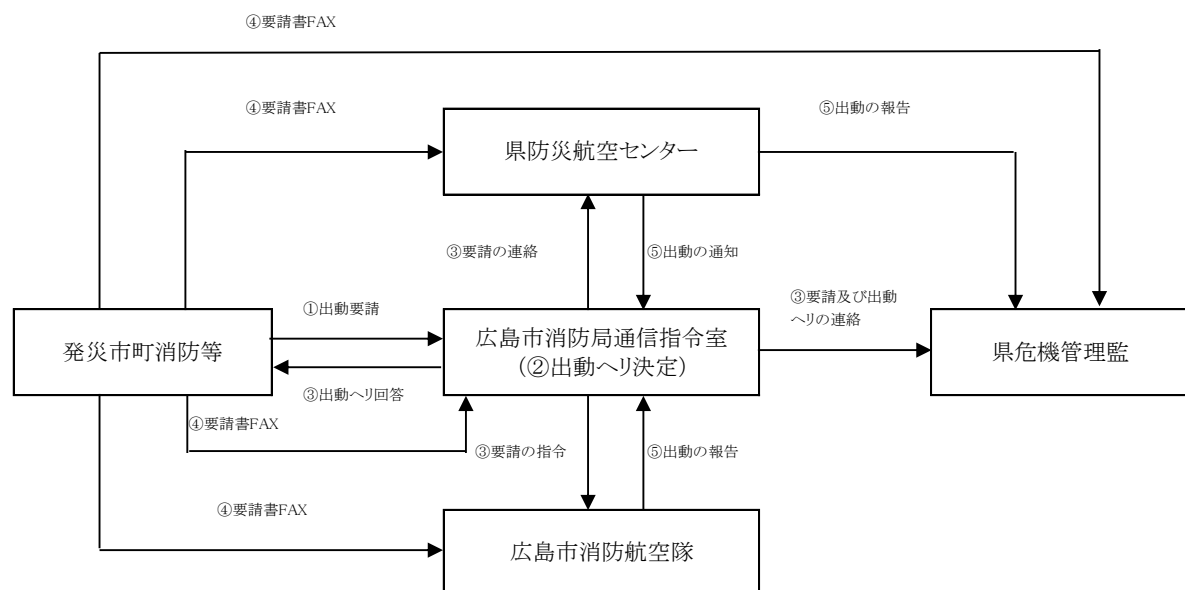 ④要請書FAX
④要請書FAX
⑤出動の報告
県防災航空センター
③要請の連絡
⑤出動の通知
①出動要請
③要請及び出動
ヘリの連絡
発災市町消防等
広島市消防局通信指令室
（②出動ヘリ決定）
県危機管理監
③出動ヘリ回答
④要請書FAX
③要請の指令
⑤出動の報告
④要請書FAX
広島市消防航空隊